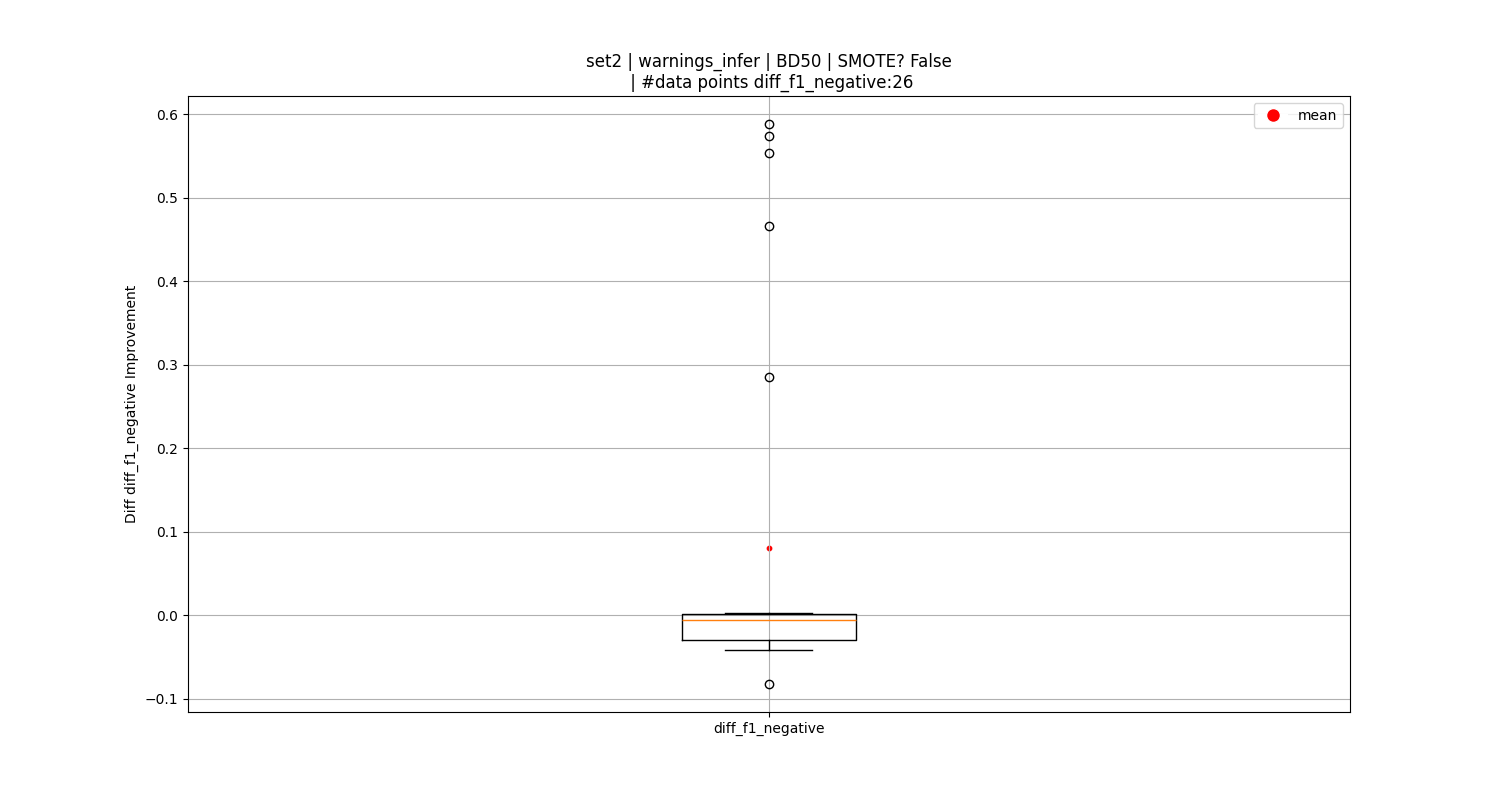 set2 | warnings_infer | BD50 | SMOTE? False
| #data points diff_f1_negative:26
mean
0.6
0.5
0.4
0.3
0.2
0.1
0.0
−0.1
Diff diff_f1_negative Improvement
diff_f1_negative